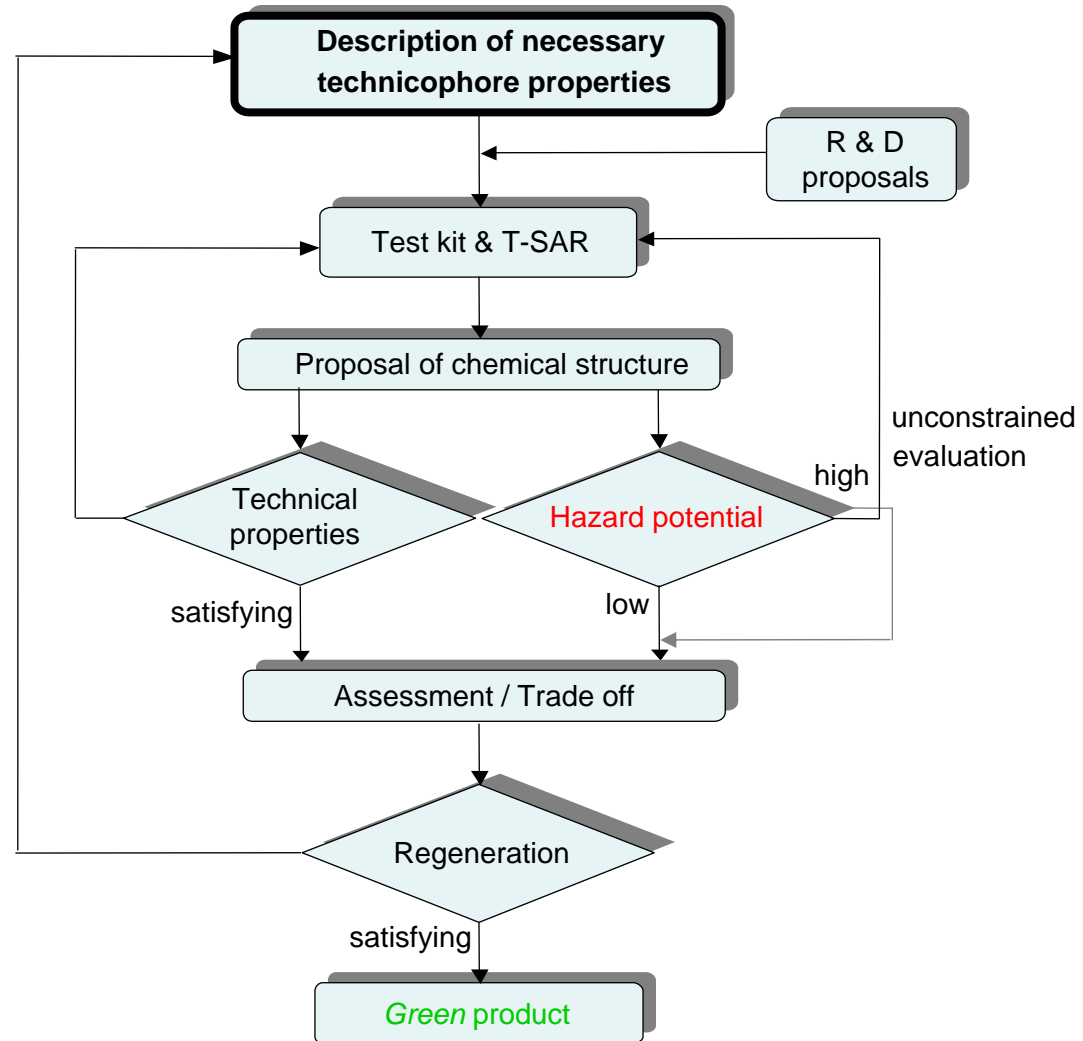 Description of necessary
technicophore properties
R & D
proposals
Test kit & T-SAR
Proposal of chemical structure
unconstrained
evaluation
high
Technical
properties
Hazard potential
satisfying
low
Assessment / Trade off
Regeneration
satisfying
Green product